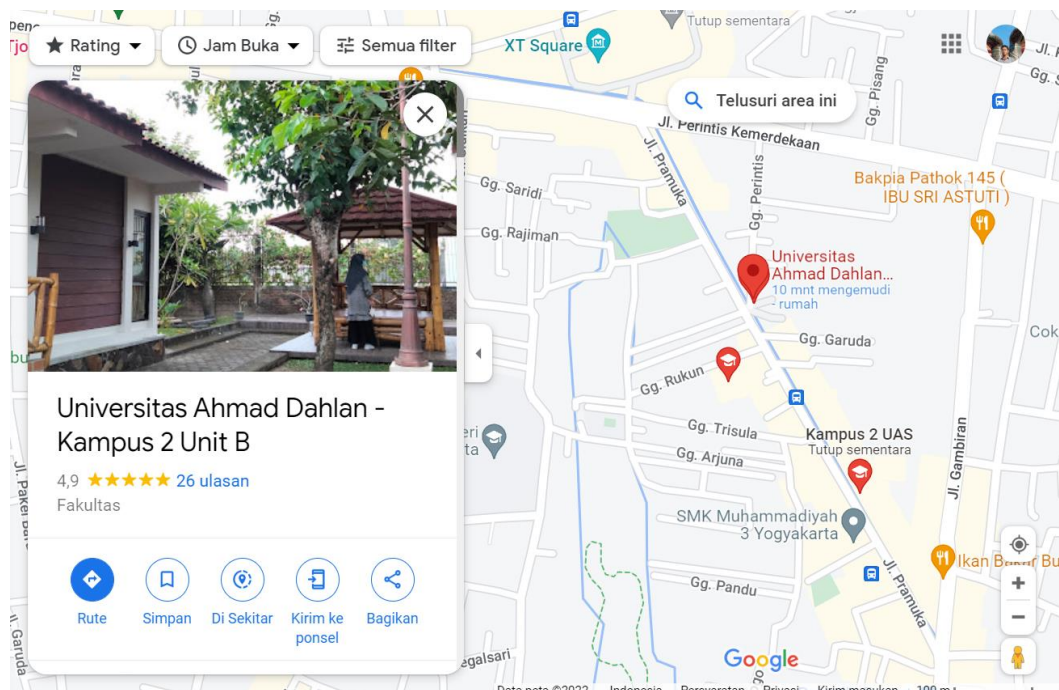 Rating
Jam Buka
Semua filter
XT Square
Tutup sementara
Telusuri area ini
Jl. Perintis Kemerdekaan
Jl. Pramuka
Gg. Perintis
Gg. Pisang
Gg. Saridi
Gg. Rajiman
Bakpia Pathok 145 (
IBU SRI ASTUTI )
Universitas
Ahmad Dahlan...
10 mnt mengemudi
- rumah
Gg. Garuda
Gg. Rukun
Gg. Trisula
Gg. Arjuna
Kampus 2 UAS
Tutup sementara
Jl. Gambiran
SMK Muhammadiyah
3 Yogyakarta
Gg. Pandu
Jl. Pramuka
Universitas Ahmad Dahlan -
Kampus 2 Unit B
4,9 26 ulasan
Fakultas
Rute
Simpan
Di Sekitar
Kirim ke
ponsel
Bagikan
Google